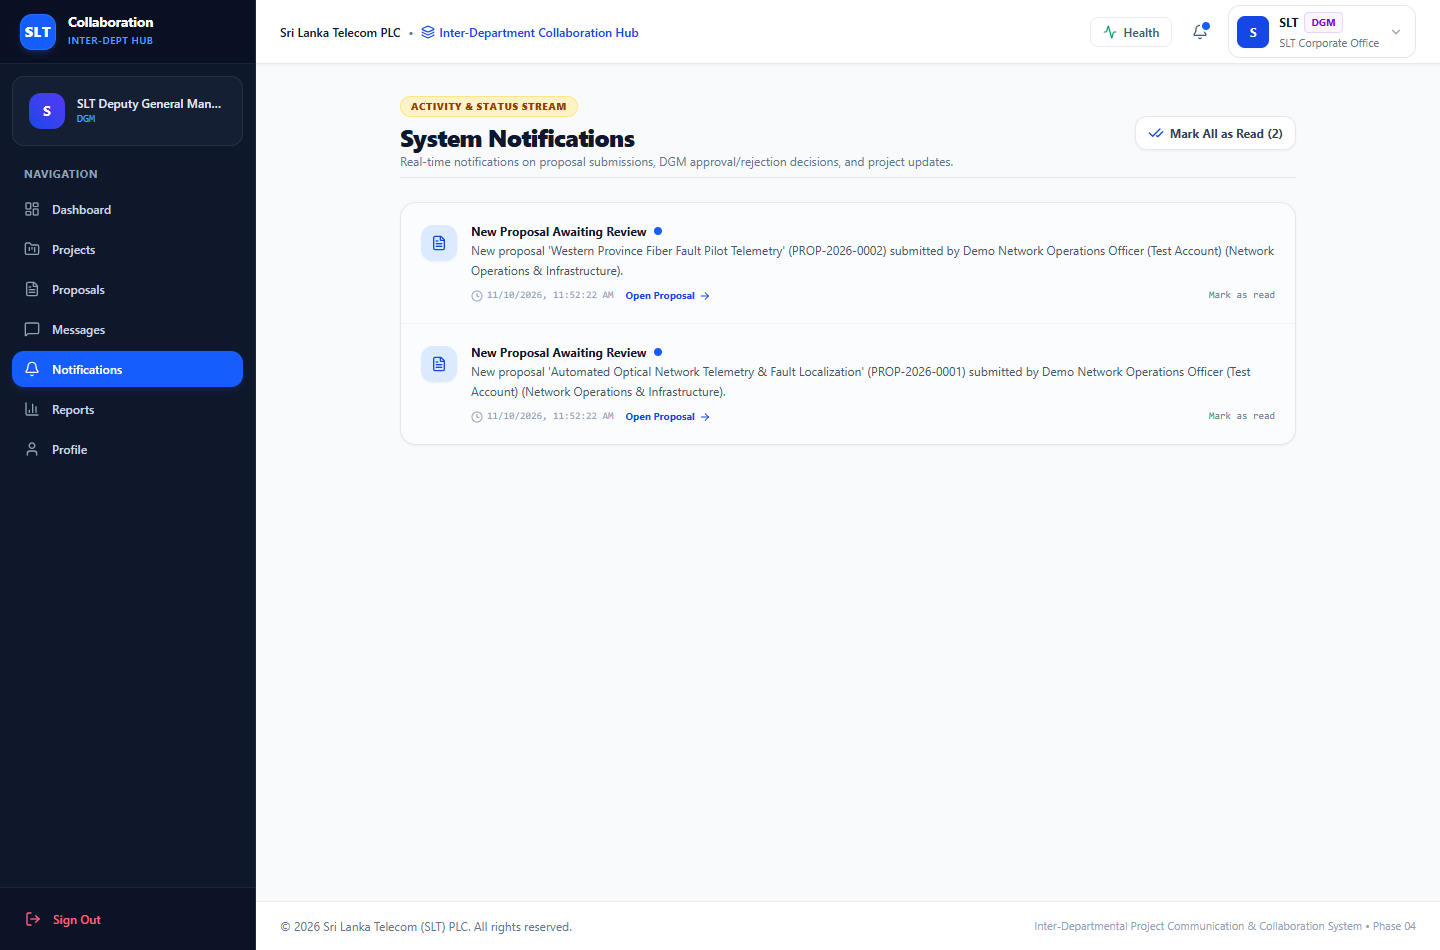 SLT
Collaboration
INTER-DEPT HUB
S
SLT Deputy General Man...
DGM
NAVIGATION
Dashboard
Projects
Proposals
Messages
Notifications
Reports
Profile
Sign Out
Sri Lanka Telecom PLC • Inter-Department Collaboration Hub
Health
S
SLT DGM
SLT Corporate Office
ACTIVITY & STATUS STREAM
System Notifications
Real-time notifications on proposal submissions, DGM approval/rejection decisions, and project updates.
Mark All as Read (2)
New Proposal Awaiting Review
New proposal 'Western Province Fiber Fault Pilot Telemetry' (PROP-2026-0002) submitted by Demo Network Operations Officer (Test Account) (Network
Operations & Infrastructure).
11/10/2026, 11:52:22 AM Open Proposal → Mark as read
New Proposal Awaiting Review
New proposal 'Automated Optical Network Telemetry & Fault Localization' (PROP-2026-0001) submitted by Demo Network Operations Officer (Test
Account) (Network Operations & Infrastructure).
11/10/2026, 11:52:22 AM Open Proposal → Mark as read
© 2026 Sri Lanka Telecom (SLT) PLC. All rights reserved.
Inter-Departmental Project Communication & Collaboration System • Phase 04